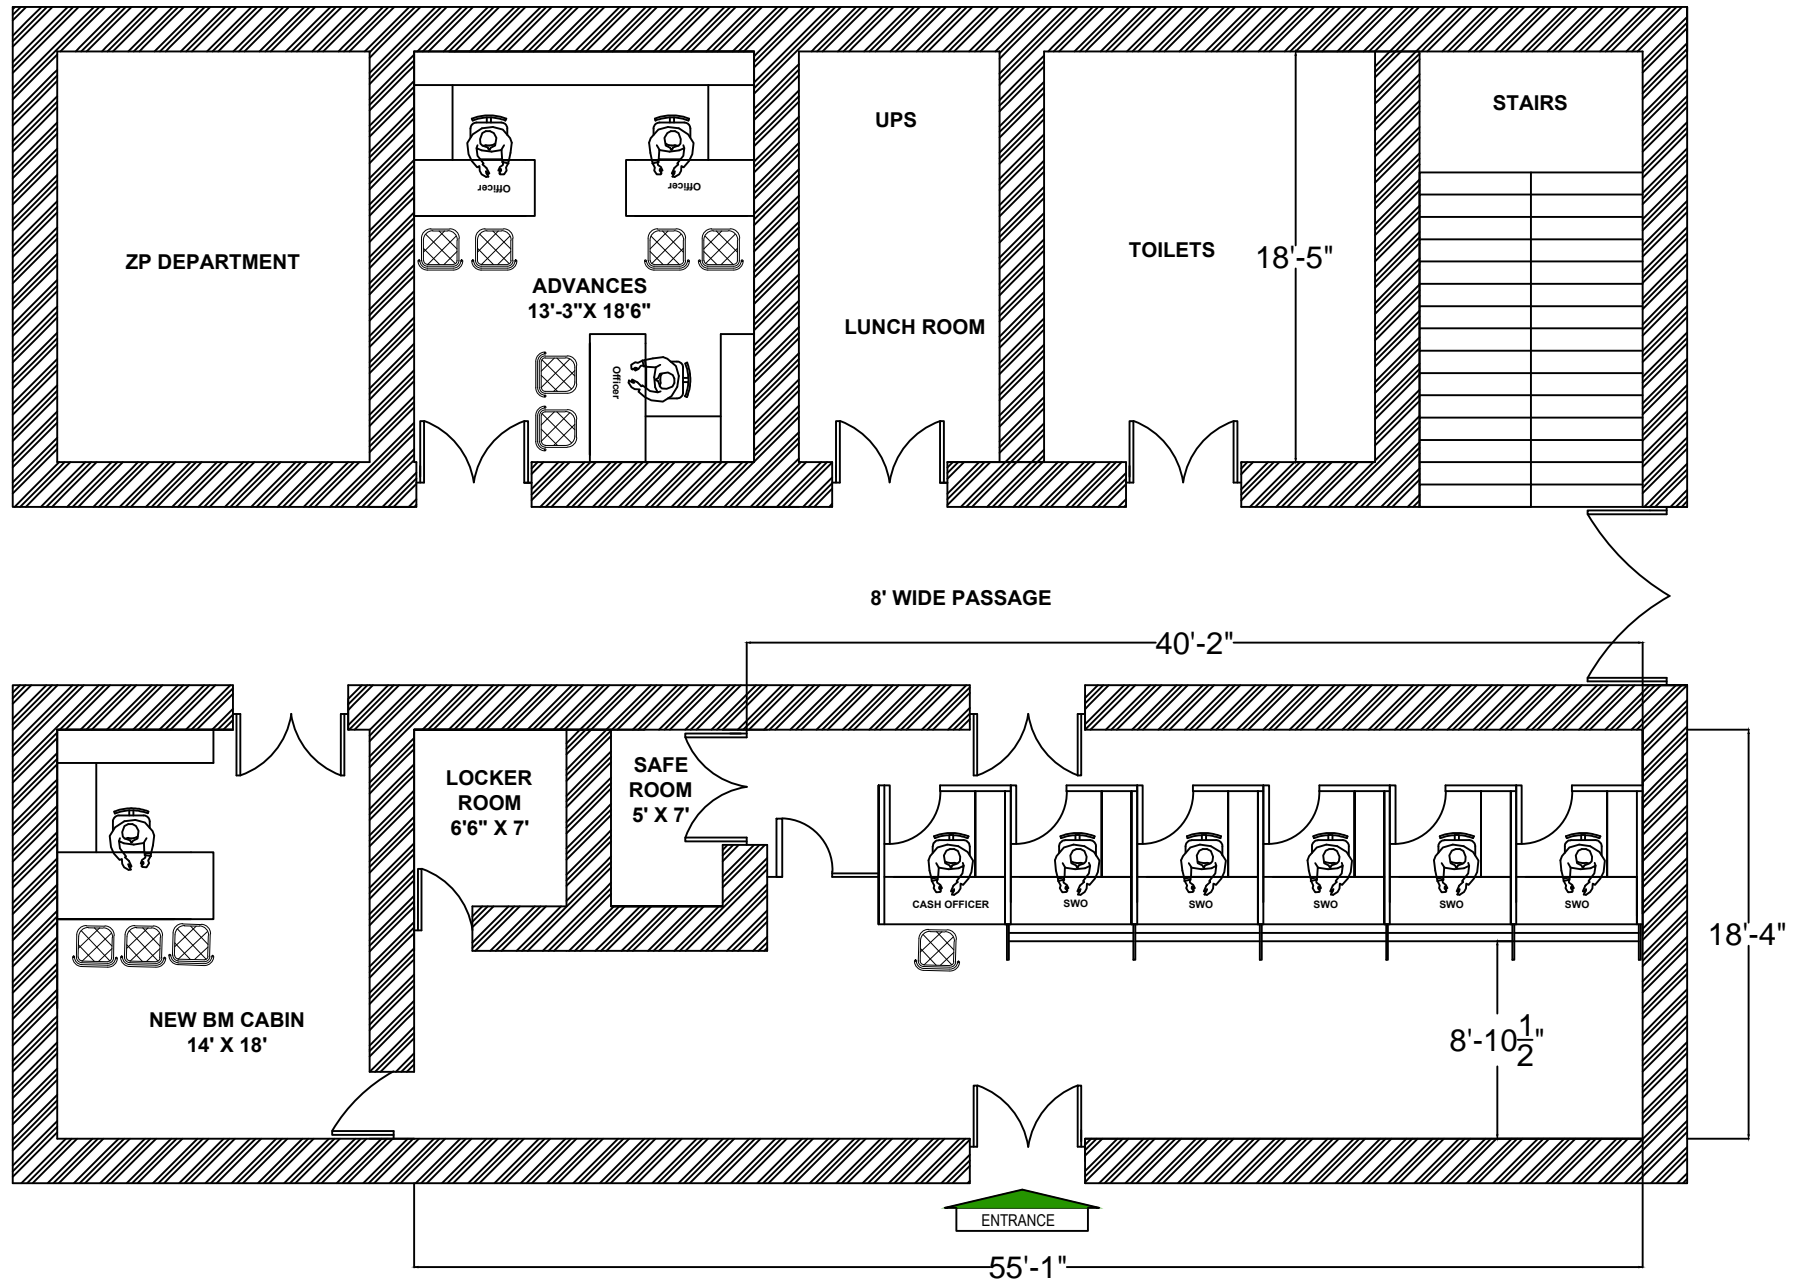 STAIRS
UPS
Officer
Officer
ZP DEPARTMENT
TOILETS
18'-5"
ADVANCES
13'-3"X 18'6"
LUNCH ROOM
Officer
8' WIDE PASSAGE
40'-2"
LOCKER
ROOM
6'6" X 7'
SAFE
ROOM
5' X 7'
CASH OFFICER
SWO
SWO
SWO
SWO
SWO
18'-4"
NEW BM CABIN
14' X 18'
8'-10 1/2"
ENTRANCE
55'-1"